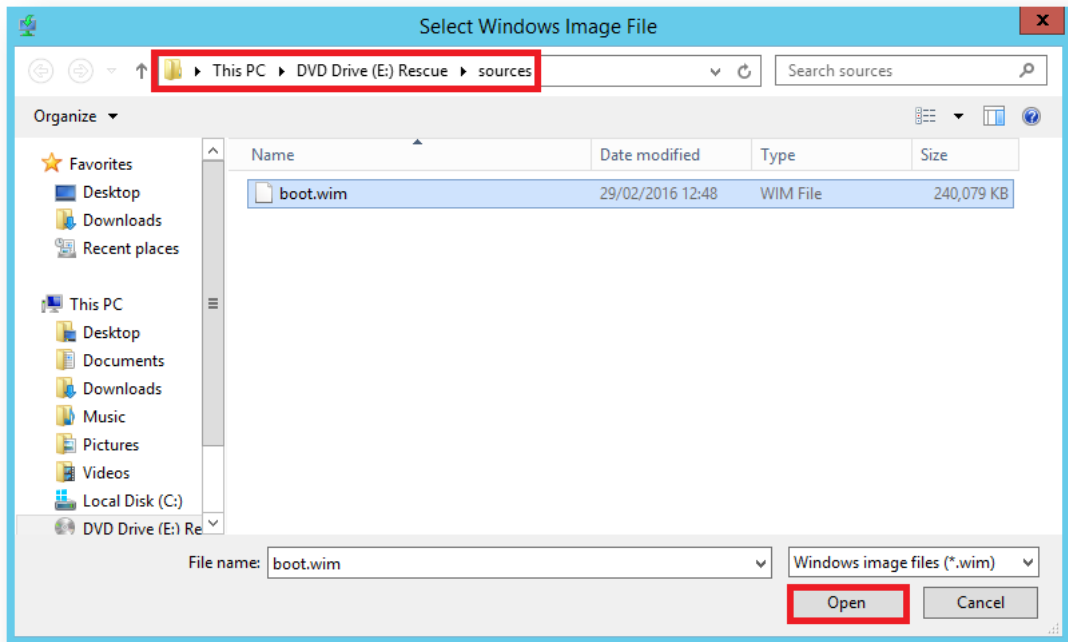 Select Windows Image File
x
This PC DVD Drive (E:) Rescue sources
Search sources
Organize
Name Date modified Type Size
boot.wim 29/02/2016 12:48 WIM File 240,079 KB
Favorites
Desktop
Downloads
Recent places
This PC
Desktop
Documents
Downloads
Music
Pictures
Videos
Local Disk (C:)
DVD Drive (E:) Re
File name: boot.wim Windows image files (*.wim)
Open Cancel